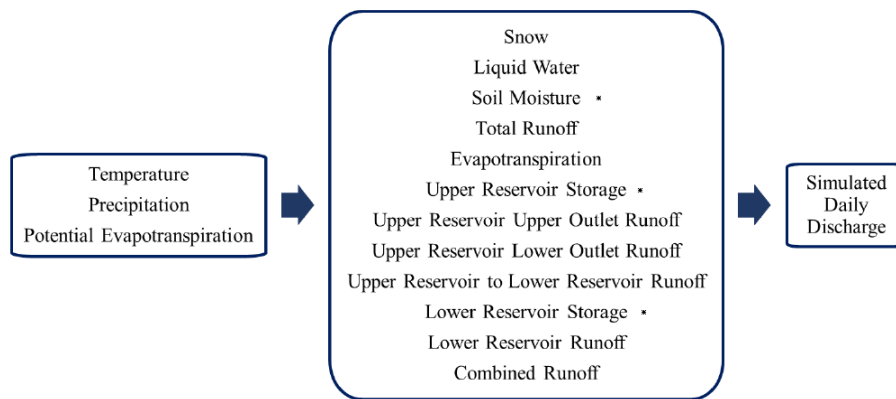 Temperature
Precipitation
Potential Evapotranspiration
Snow
Liquid Water
Soil Moisture *
Total Runoff
Evapotranspiration
Upper Reservoir Storage *
Upper Reservoir Upper Outlet Runoff
Upper Reservoir Lower Outlet Runoff
Upper Reservoir to Lower Reservoir Runoff
Lower Reservoir Storage *
Lower Reservoir Runoff
Combined Runoff
Simulated
Daily
Discharge